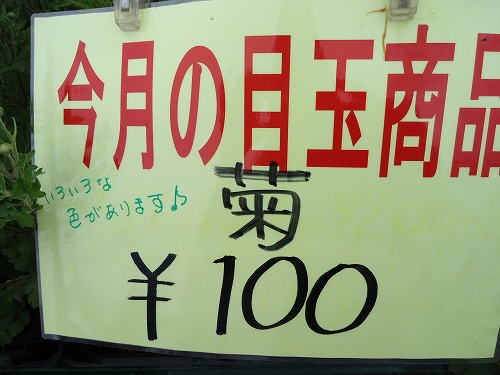 今月の目玉商品
いろいろな
色があります♪
菊
¥100